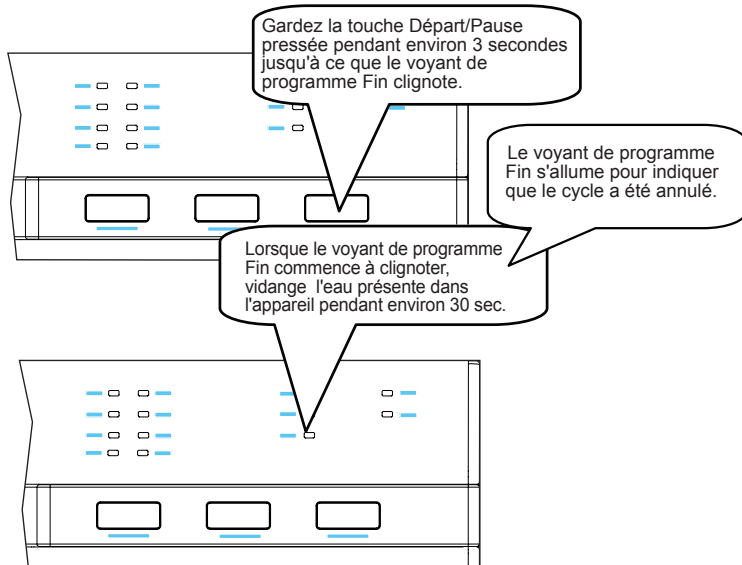 Gardez la touche Départ/Pause
pressée pendant environ 3 secondes
jusqu'à ce que le voyant de
programme Fin clignote.
Le voyant de programme
Fin s'allume pour indiquer
que le cycle a été annulé.
Lorsque le voyant de programme
Fin commence à clignoter,
vidange l'eau présente dans
l'appareil pendant environ 30 sec.